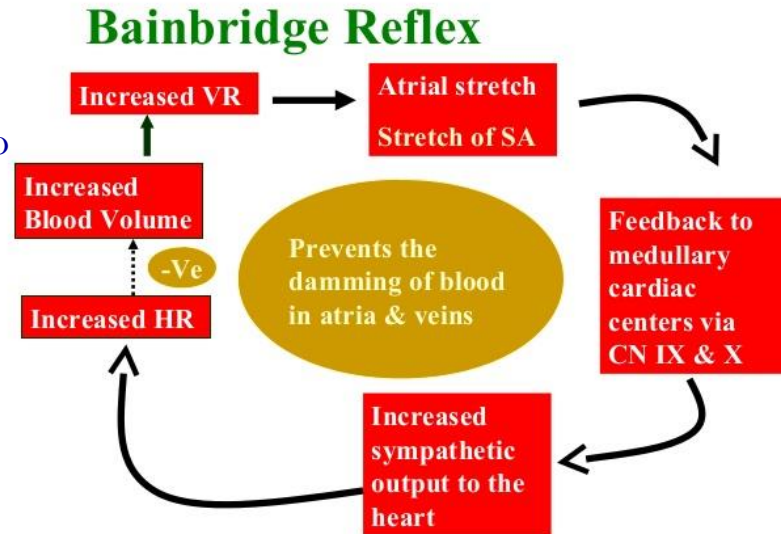 Bainbridge Reflex
Increased VR
Atrial stretch
Stretch of SA
Increased
Blood Volume
-Ve
Increased HR
Prevents the
damming of blood
in atria & veins
Feedback to
medullary
cardiac
centers via
CN IX & X
Increased
sympathetic
output to the
heart